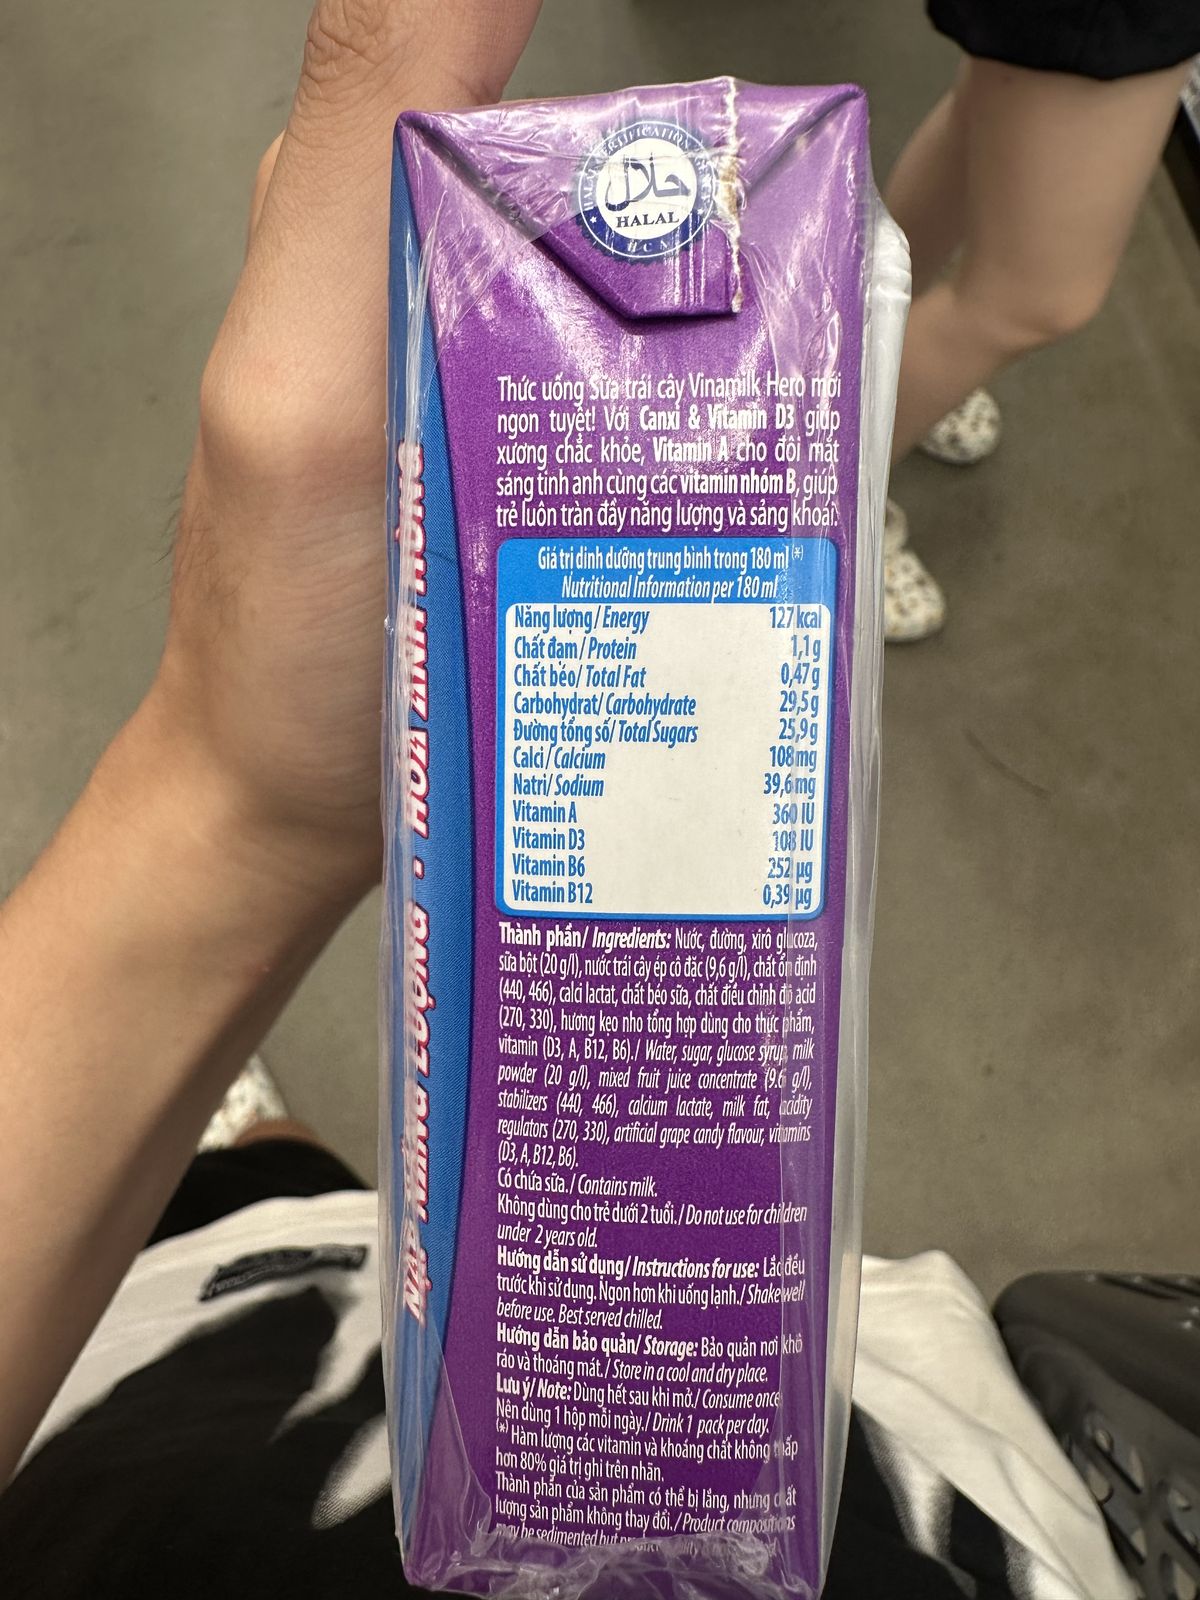 HALAL CERTIFICATION
حلال
HALAL
H C N
Thức uống Sữa trái cây Vinamilk Hero mới
ngon tuyệt! Với Canxi & Vitamin D3 giúp
xương chắc khỏe, Vitamin A cho đôi mắt
sáng tinh anh cùng các vitamin nhóm B, giúp
trẻ luôn tràn đầy năng lượng và sảng khoái.
Giá trị dinh dưỡng trung bình trong 180 ml (*)
Nutritional Information per 180 ml
Năng lượng/ Energy 127 kcal
Chất đạm/ Protein 1,1 g
Chất béo/ Total Fat 0,47 g
Carbohydrat/ Carbohydrate 29,5 g
Đường tổng số/ Total Sugars 25,9 g
Calci/ Calcium 108 mg
Natri/ Sodium 39,6 mg
Vitamin A 360 IU
Vitamin D3 108 IU
Vitamin B6 252 µg
Vitamin B12 0,39 µg
Thành phần/ Ingredients: Nước, đường, xirô glucoza,
sữa bột (20 g/l), nước trái cây ép cô đặc (9,6 g/l), chất ổn định
(440, 466), calci lactat, chất béo sữa, chất điều chỉnh độ acid
(270, 330), hương kẹo nho tổng hợp dùng cho thực phẩm,
vitamin (D3, A, B12, B6)./ Water, sugar, glucose syrup, milk
powder (20 g/l), mixed fruit juice concentrate (9.6 g/l),
stabilizers (440, 466), calcium lactate, milk fat, acidity
regulators (270, 330), artificial grape candy flavour, vitamins
(D3, A, B12, B6).
Có chứa sữa./ Contains milk.
Không dùng cho trẻ dưới 2 tuổi./ Do not use for children
under 2 years old.
Hướng dẫn sử dụng/ Instructions for use: Lắc đều
trước khi sử dụng. Ngon hơn khi uống lạnh./ Shake well
before use. Best served chilled.
Hướng dẫn bảo quản/ Storage: Bảo quản nơi khô
ráo và thoáng mát./ Store in a cool and dry place.
Lưu ý/ Note: Dùng hết sau khi mở./ Consume once
Nên dùng 1 hộp mỗi ngày./ Drink 1 pack per day.
(*) Hàm lượng các vitamin và khoáng chất không thấp
hơn 80% giá trị ghi trên nhãn.
Thành phần của sản phẩm có thể bị lắng, nhưng chất
lượng sản phẩm không thay đổi./ Product compositions
may be sedimented but
NẠP NĂNG LƯỢNG - HÓA ANH HÙNG